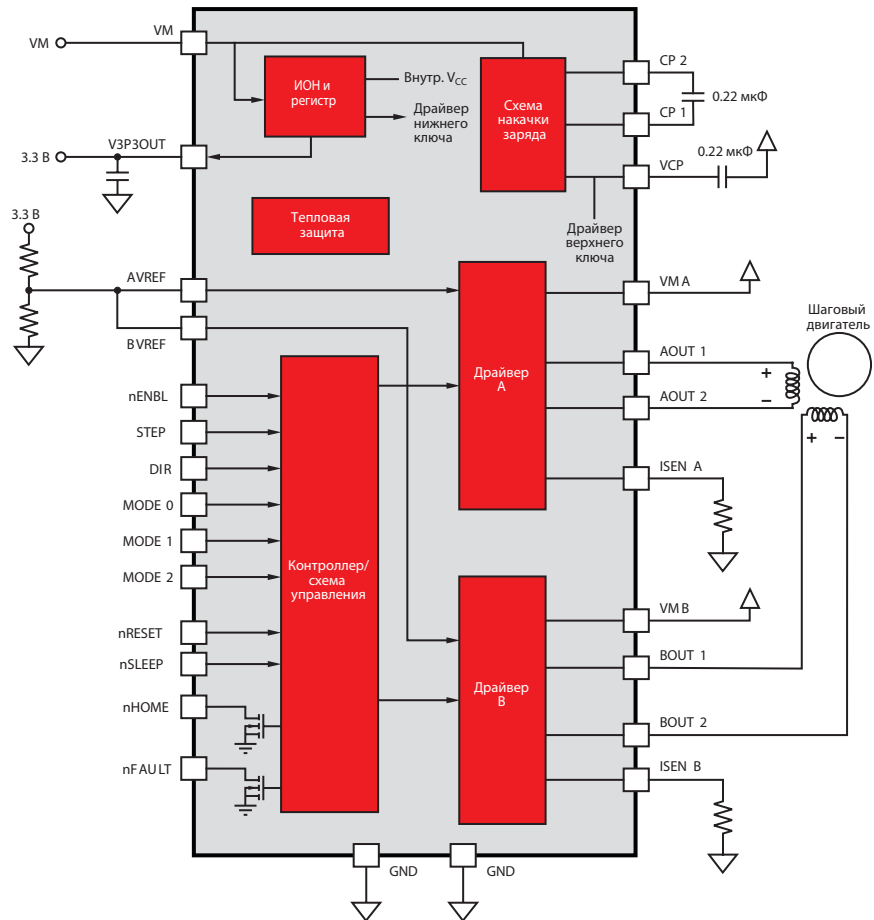 VM
VM
ИОН и
регистр
Внутр. VCC
Драйвер
нижнего
ключа
Схема
накачки
заряда
CP 2
0.22 мкФ
CP 1
V3P3OUT
3.3 В
VCP
0.22 мкФ
Тепловая
защита
Драйвер
верхнего
ключа
3.3 В
AVREF
BVREF
VM A
Шаговый
двигатель
Драйвер
A
AOUT 1
+
–
AOUT 2
+
–
ISEN A
nENBL
STEP
DIR
MODE 0
MODE 1
MODE 2
nRESET
nSLEEP
nHOME
nFAULT
Контроллер/
схема
управления
Драйвер
B
VM B
BOUT 1
BOUT 2
ISEN B
GND
GND